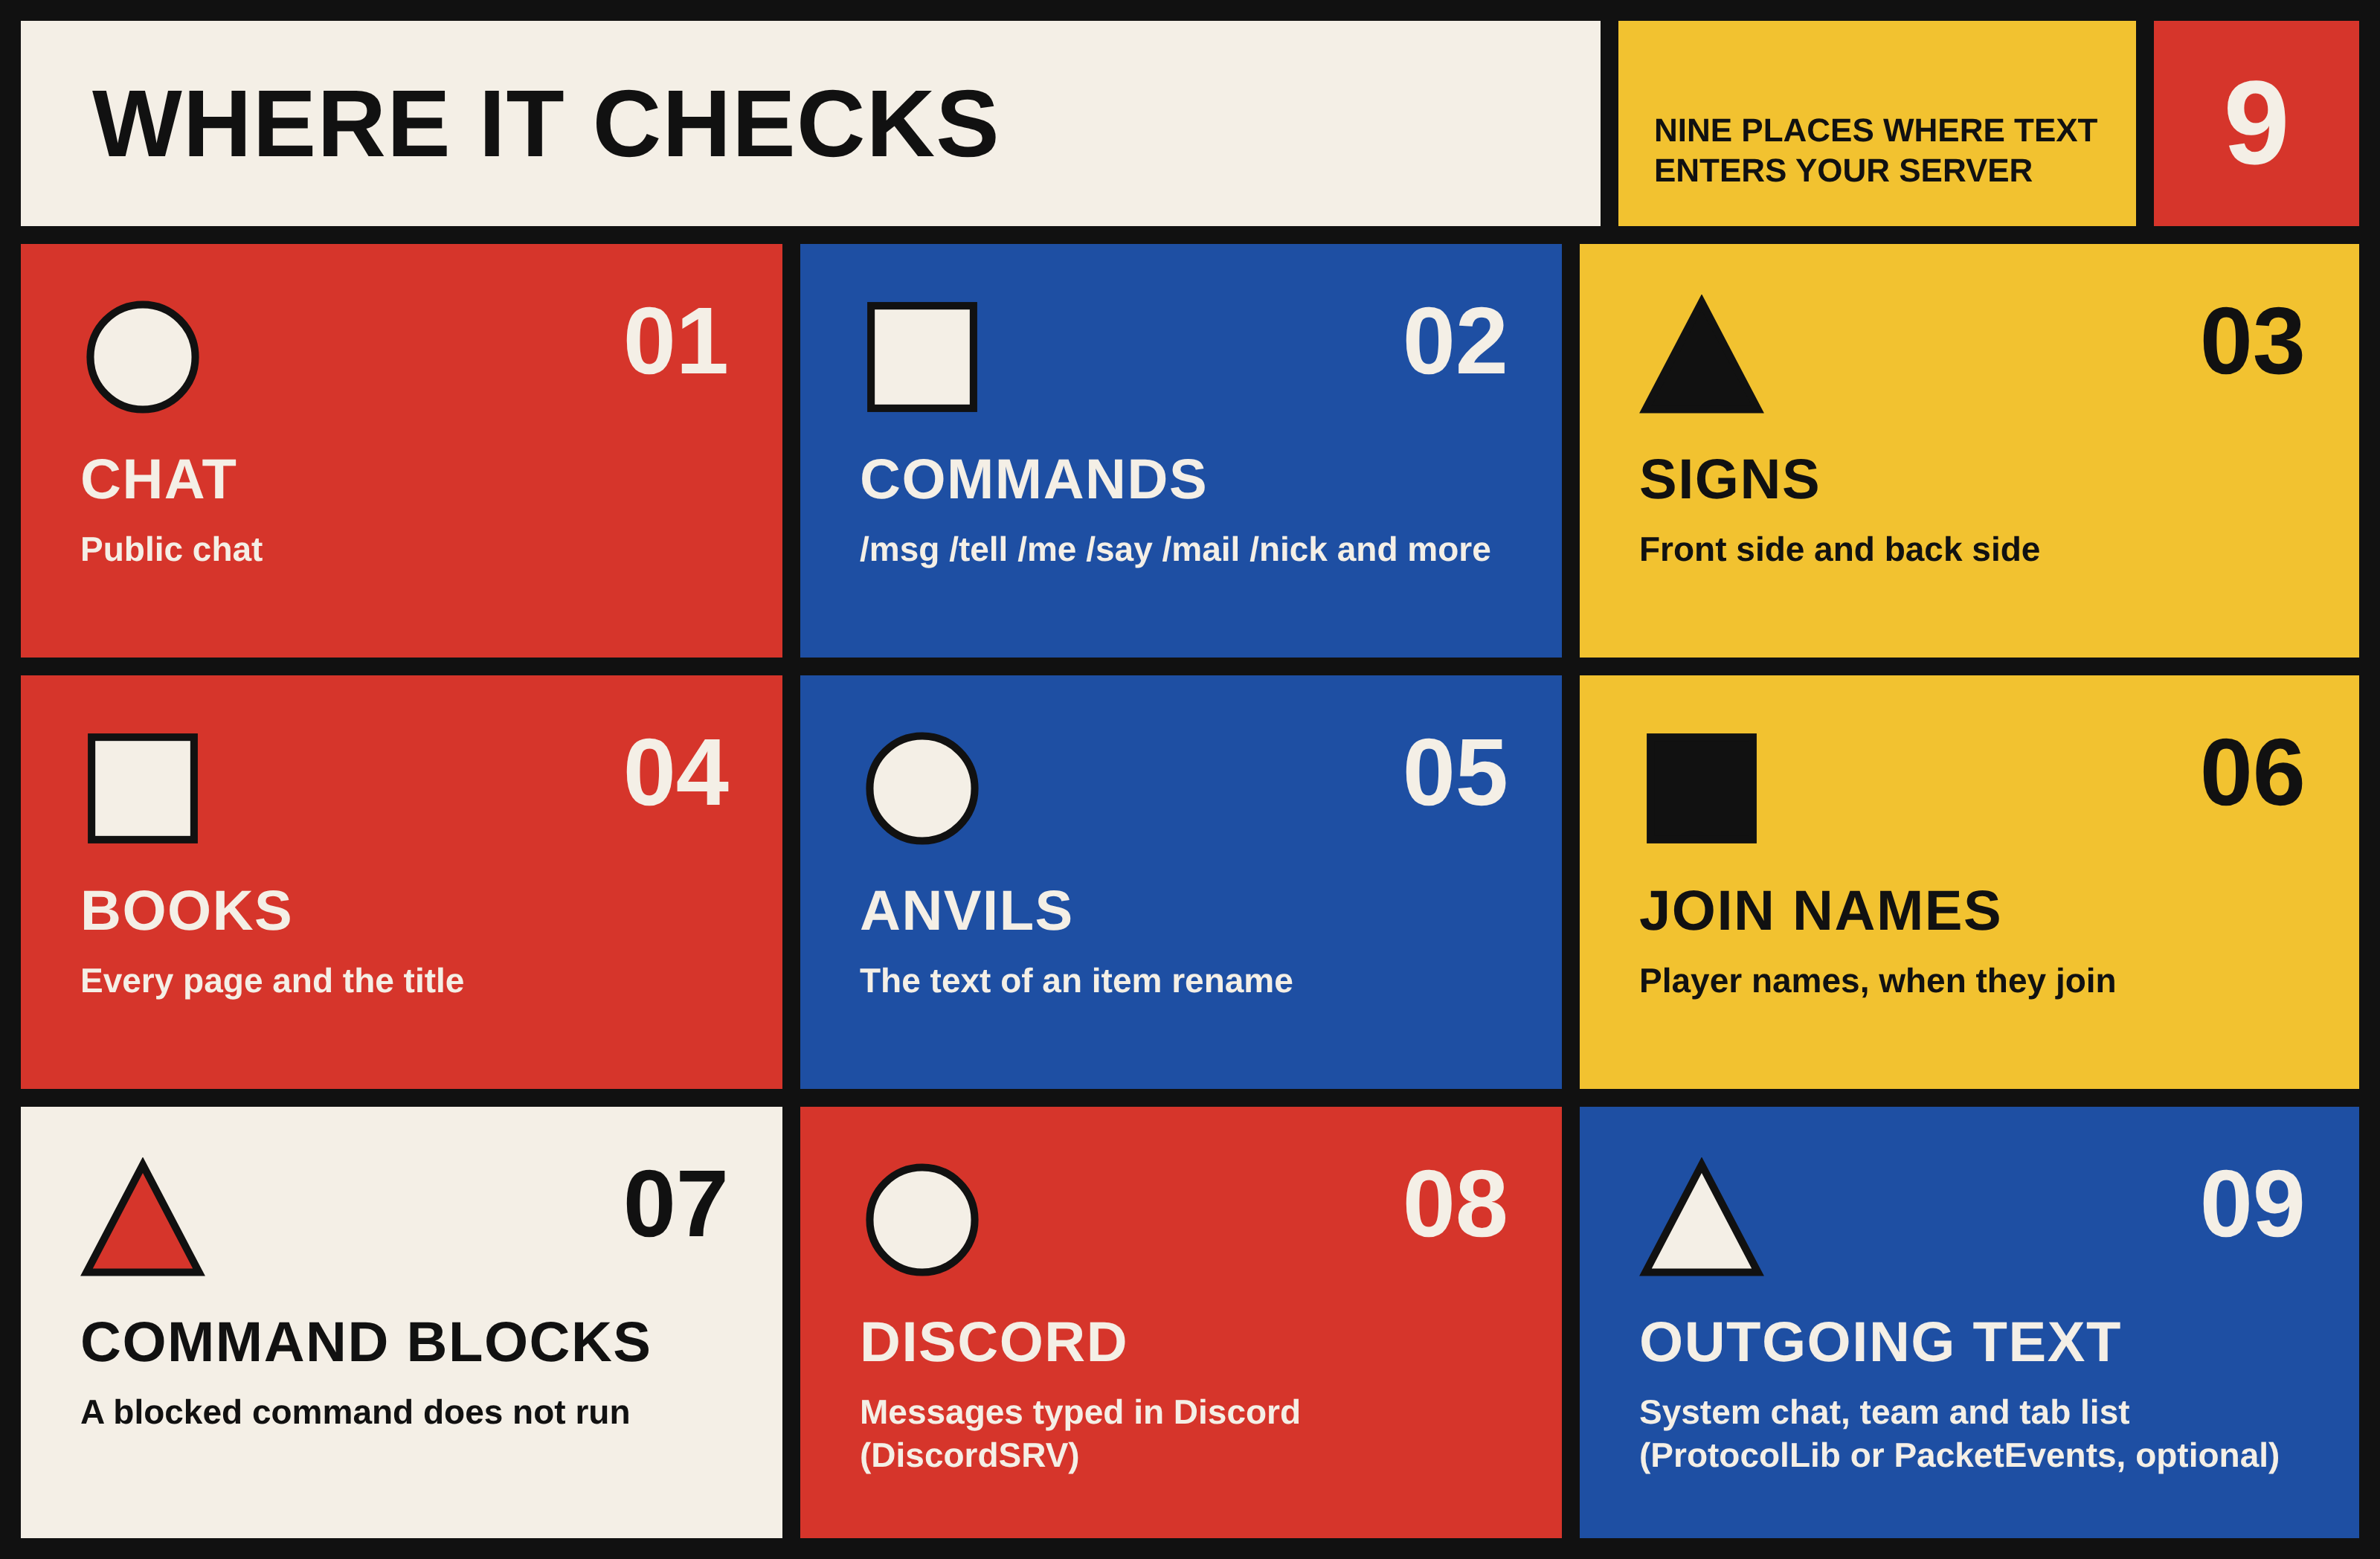 WHERE IT CHECKS
NINE PLACES WHERE TEXT
ENTERS YOUR SERVER
9
01
CHAT
Public chat
02
COMMANDS
/msg /tell /me /say /mail /nick and more
03
SIGNS
Front side and back side
04
BOOKS
Every page and the title
05
ANVILS
The text of an item rename
06
JOIN NAMES
Player names, when they join
07
COMMAND BLOCKS
A blocked command does not run
08
DISCORD
Messages typed in Discord
(DiscordSRV)
09
OUTGOING TEXT
System chat, team and tab list
(ProtocolLib or PacketEvents, optional)